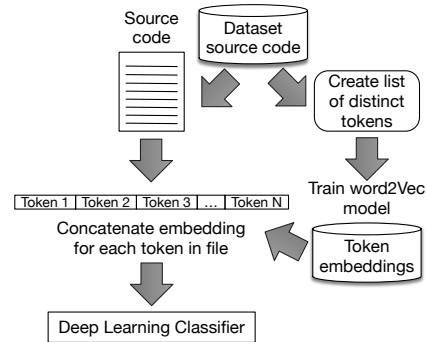 Source
code
Dataset
source code
Create list
of distinct
tokens
Train word2Vec
model
Token 1 Token 2 Token 3 ... Token N
Concatenate embedding
for each token in file
Token
embeddings
Deep Learning Classifier